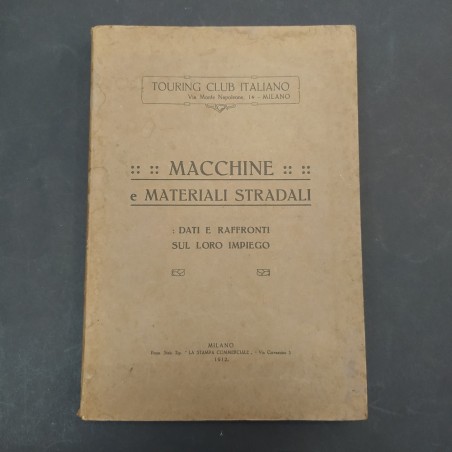 TOURING CLUB ITALIANO
Via Monte Napoleone, 14 - MILANO
:: :: MACCHINE :: ::
e MATERIALI STRADALI
: DATI E RAFFRONTI
SUL LORO IMPIEGO
MILANO
"LA STAMPA COMMERCIALE"
1912.